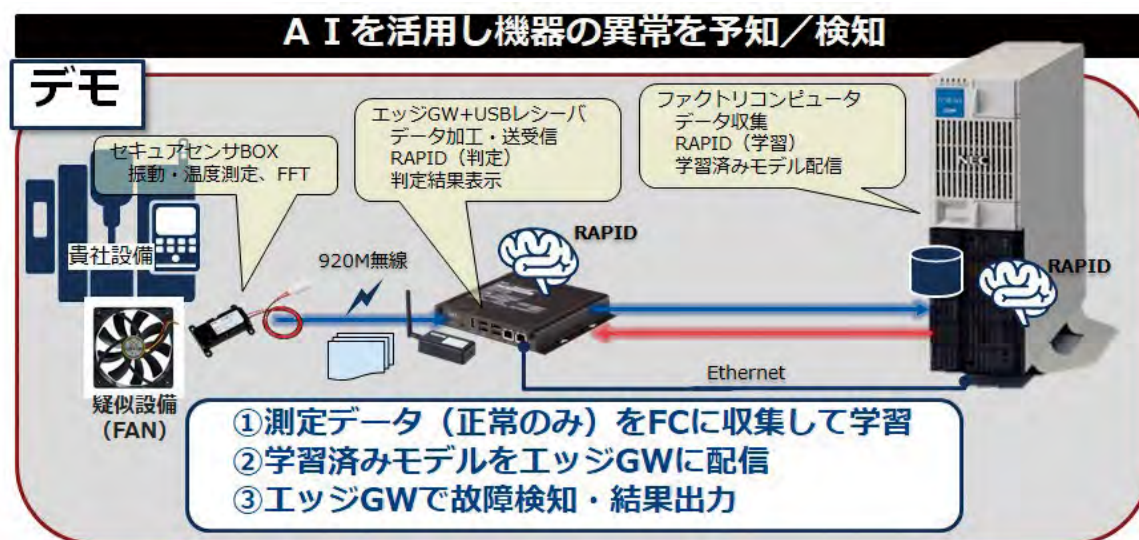 ＡＩを活用し機器の異常を予知／検知
デモ
セキュアセンサBOX
振動・温度測定、FFT
エッジGW+USBレシーバ
データ加工・送受信
RAPID（判定）
判定結果表示
ファクトリコンピュータ
データ収集
RAPID（学習）
学習済みモデル配信
NEC
貴社設備
920M無線
RAPID
RAPID
Ethernet
疑似設備
（FAN）
①測定データ（正常のみ）をFCに収集して学習
②学習済みモデルをエッジGWに配信
③エッジGWで故障検知・結果出力